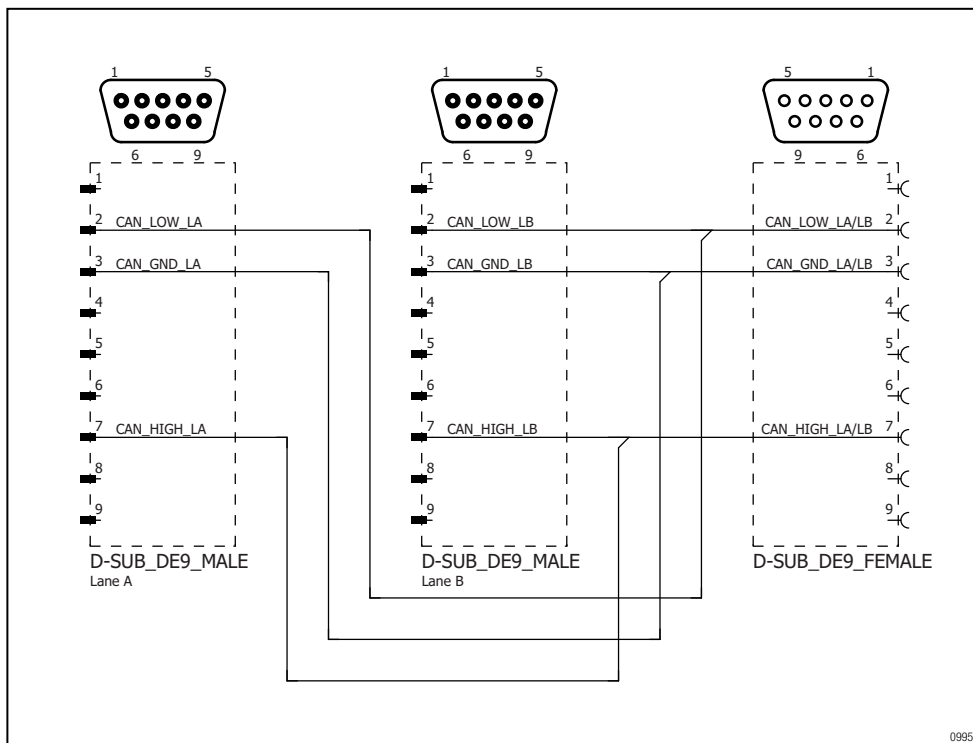 1 5
6 9
1
2 CAN_LOW_LA
3 CAN_GND_LA
4
5
6
7 CAN_HIGH_LA
8
9
D-SUB_DE9_MALE
Lane A
1 5
6 9
1
2 CAN_LOW_LB
3 CAN_GND_LB
4
5
6
7 CAN_HIGH_LB
8
9
D-SUB_DE9_MALE
Lane B
5 1
9 6
1
CAN_LOW_LA/LB 2
CAN_GND_LA/LB 3
4
5
6
CAN_HIGH_LA/LB 7
8
9
D-SUB_DE9_FEMALE
0995